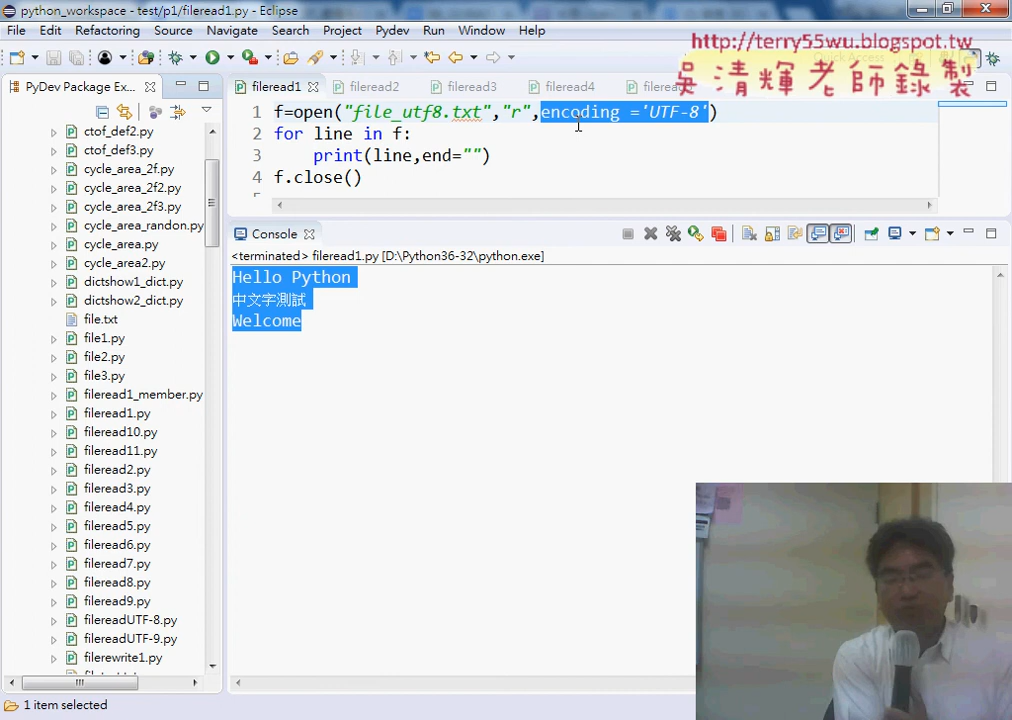 python_workspace - test/p1/fileread1.py - Eclipse
File Edit Refactoring Source Navigate Search Project Pydev Run Window Help
http://terry55wu.blogspot.tw
吳清輝老師錄製
Quick Access
PyDev Package Ex...
fileread1
fileread2
fileread3
fileread4
ctof_def2.py
ctof_def3.py
cycle_area_2f.py
cycle_area_2f2.py
cycle_area_2f3.py
cycle_area_randon.py
cycle_area.py
cycle_area2.py
dictshow1_dict.py
dictshow2_dict.py
file.txt
file1.py
file2.py
file3.py
fileread1_member.py
fileread1.py
fileread10.py
fileread11.py
fileread2.py
fileread3.py
fileread4.py
fileread5.py
fileread6.py
fileread7.py
fileread8.py
fileread9.py
filereadUTF-8.py
filereadUTF-9.py
filerewrite1.py
1 f=open("file_utf8.txt","r",encoding ='UTF-8')
2 for line in f:
3 print(line,end="")
4 f.close()
Console
<terminated> fileread1.py [D:\Python36-32\python.exe]
Hello Python
中文字測試
Welcome
1 item selected